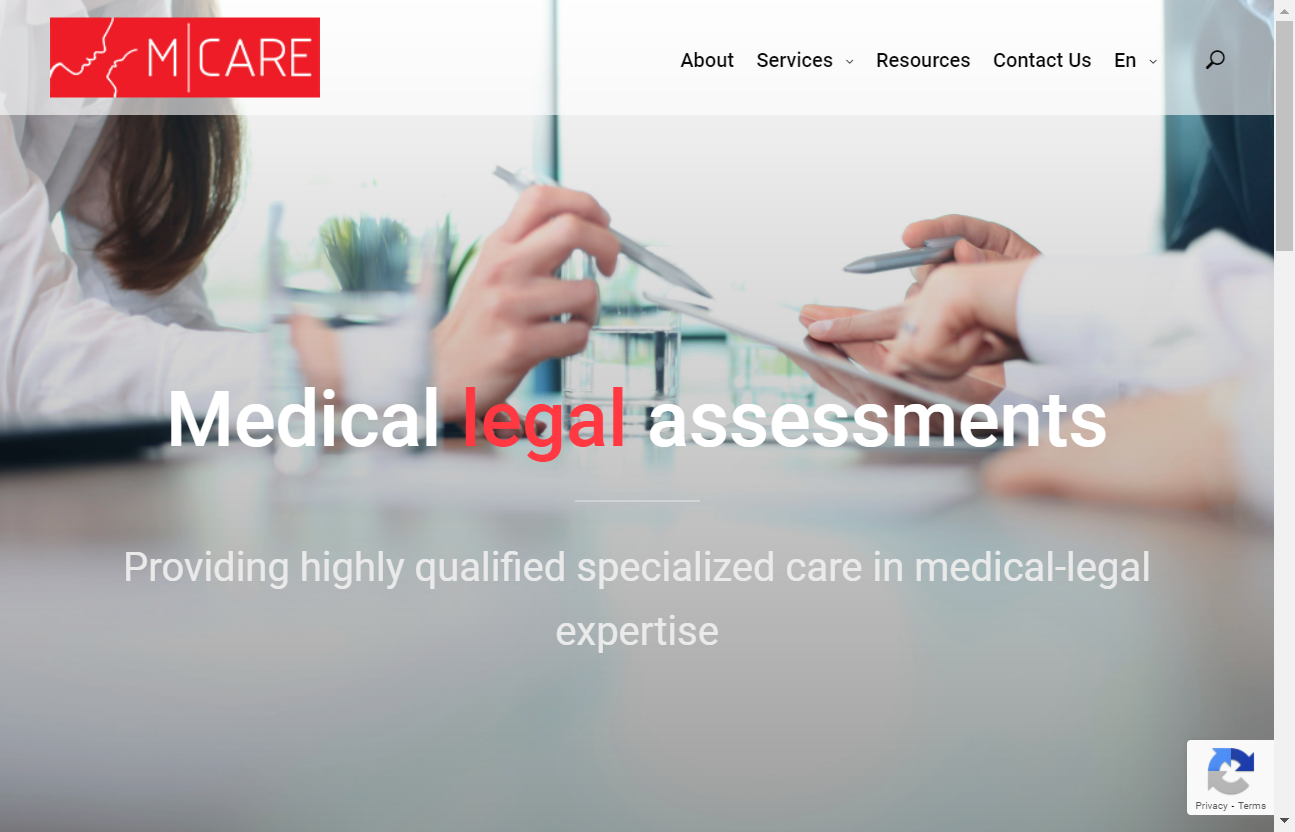 M|CARE
About Services Resources Contact Us En
Medical legal assessments
Providing highly qualified specialized care in medical-legal
expertise
Privacy - Terms